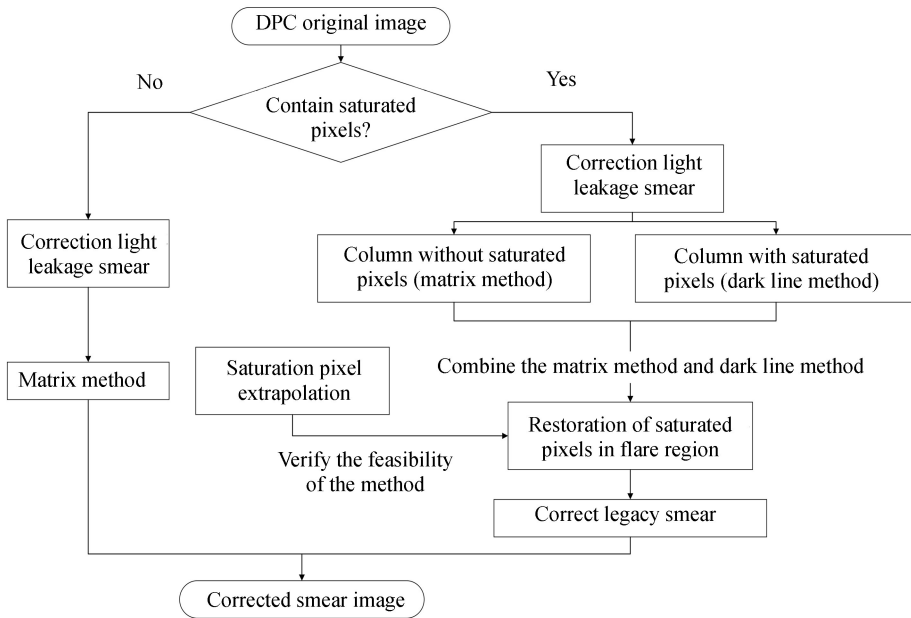 DPC original image
No
Yes
Contain saturated
pixels?
Correction light
leakage smear
Correction light
leakage smear
Column without saturated
pixels (matrix method)
Column with saturated
pixels (dark line method)
Matrix method
Saturation pixel
extrapolation
Combine the matrix method and dark line method
Restoration of saturated
pixels in flare region
Verify the feasibility
of the method
Correct legacy smear
Corrected smear image